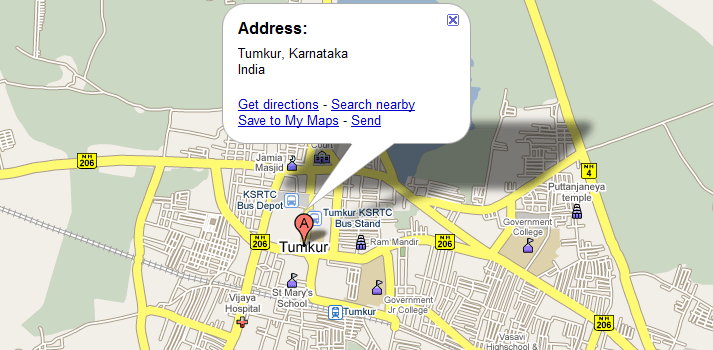 Address:
Tumkur, Karnataka
India
Get directions - Search nearby
Save to My Maps - Send
Court
NH
206
Jamia
Masjid
NH
4
Puttanjaneya
temple
KSRTC
Bus Depot
Tumkur KSRTC
Bus Stand
A
Government
College
NH
206
Tumkur
Ram Mandir
NH
206
St Mary's
School
Vijaya
Hospital
Government
Jr College
Tumkur
NH
206
Vasavi
Highschool &